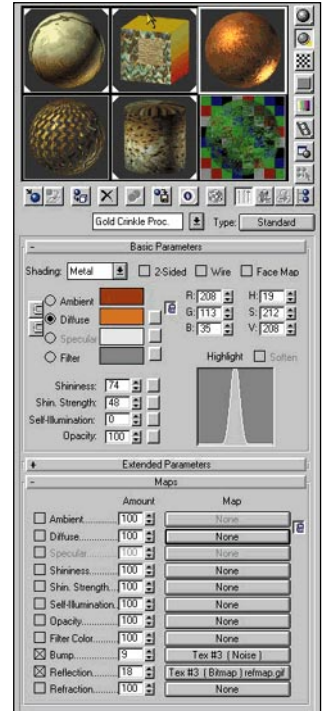 Gold Crinkle Proc. Type: Standard
- Basic Parameters
Shading: Metal 2-Sided Wire Face Map
Ambient R: 208 H: 19
Diffuse G: 113 S: 212
Specular B: 35 V: 208
Filter Highlight Soften
Shininess: 74
Shin. Strength: 48
Self-Illumination: 0
Opacity: 100
+ Extended Parameters
- Maps
Amount Map
Ambient 100 None
Diffuse 100 None
Specular 100 None
Shininess 100 None
Shin. Strength 100 None
Self-Illumination 100 None
Opacity 100 None
Filter Color 100 None
Bump 9 Tex #3 ( Noise )
Reflection 18 Tex #3 ( Bitmap ) refmap.gif
Refraction 100 None